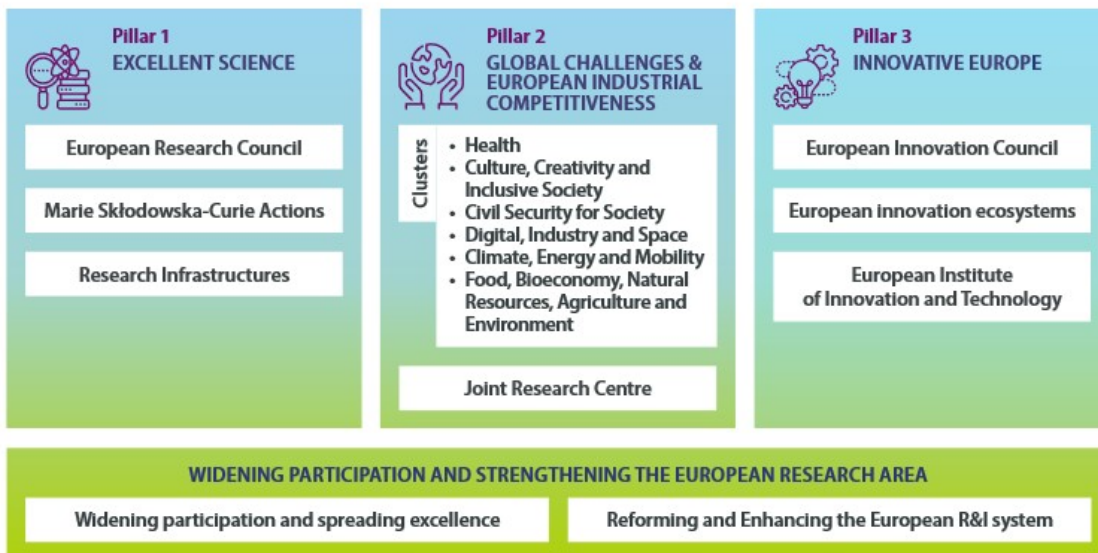 Pillar 1
EXCELLENT SCIENCE
European Research Council
Marie Skłodowska-Curie Actions
Research Infrastructures
Pillar 2
GLOBAL CHALLENGES &
EUROPEAN INDUSTRIAL
COMPETITIVENESS
Clusters
• Health
• Culture, Creativity and
Inclusive Society
• Civil Security for Society
• Digital, Industry and Space
• Climate, Energy and Mobility
• Food, Bioeconomy, Natural
Resources, Agriculture and
Environment
Joint Research Centre
Pillar 3
INNOVATIVE EUROPE
European Innovation Council
European innovation ecosystems
European Institute
of Innovation and Technology
WIDENING PARTICIPATION AND STRENGTHENING THE EUROPEAN RESEARCH AREA
Widening participation and spreading excellence
Reforming and Enhancing the European R&I system